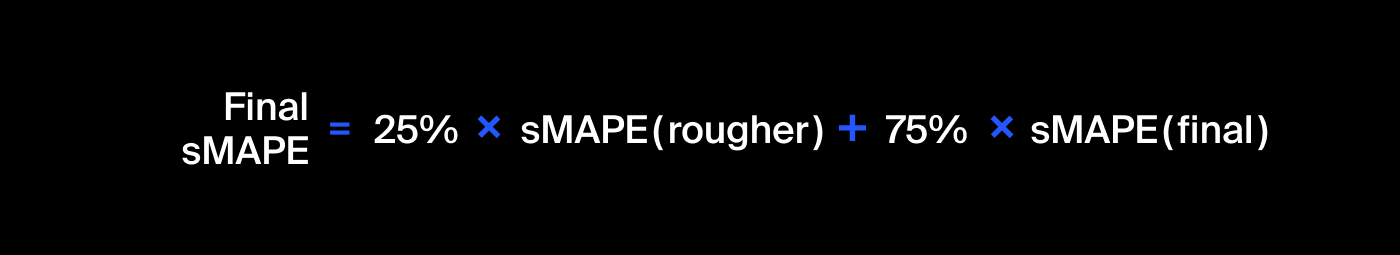 Final
sMAPE = 25% × sMAPE(rougher) + 75% × sMAPE(final)